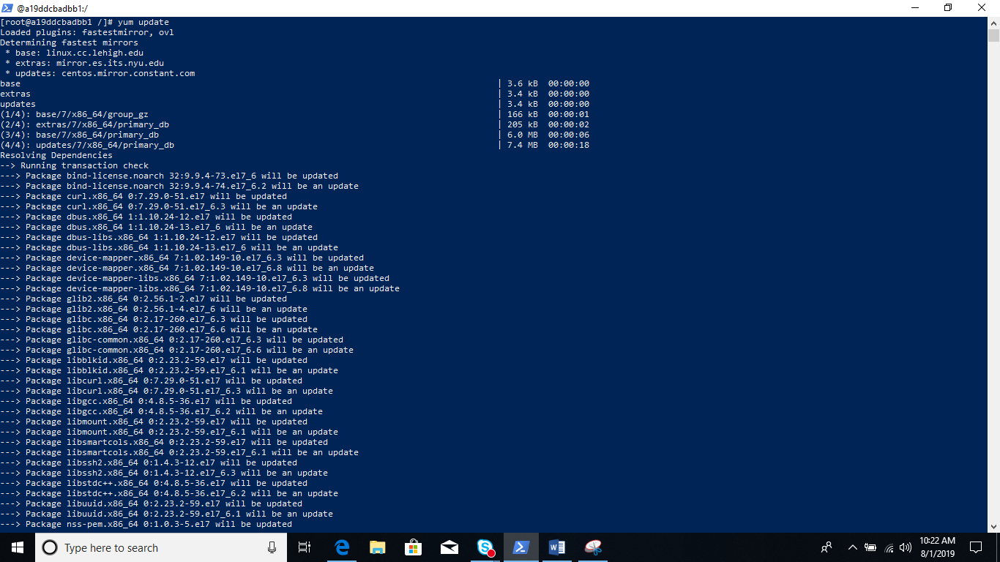 @a19ddcbadbb1:/
[root@a19ddcbadbb1 /]# yum update
Loaded plugins: fastestmirror, ovl
Determining fastest mirrors
 * base: linux.cc.lehigh.edu
 * extras: mirror.es.its.nyu.edu
 * updates: centos.mirror.constant.com
base | 3.6 kB 00:00:00
extras | 3.4 kB 00:00:00
updates | 3.4 kB 00:00:00
(1/4): base/7/x86_64/group_gz | 166 kB 00:00:01
(2/4): extras/7/x86_64/primary_db | 205 kB 00:00:02
(3/4): base/7/x86_64/primary_db | 6.0 MB 00:00:06
(4/4): updates/7/x86_64/primary_db | 7.4 MB 00:00:18
Resolving Dependencies
--> Running transaction check
---> Package bind-license.noarch 32:9.9.4-73.el7_6 will be updated
---> Package bind-license.noarch 32:9.9.4-74.el7_6.2 will be an update
---> Package curl.x86_64 0:7.29.0-51.el7 will be updated
---> Package curl.x86_64 0:7.29.0-51.el7_6.3 will be an update
---> Package dbus.x86_64 1:1.10.24-12.el7 will be updated
---> Package dbus.x86_64 1:1.10.24-13.el7_6 will be an update
---> Package dbus-libs.x86_64 1:1.10.24-12.el7 will be updated
---> Package dbus-libs.x86_64 1:1.10.24-13.el7_6 will be an update
---> Package device-mapper.x86_64 7:1.02.149-10.el7_6.3 will be updated
---> Package device-mapper.x86_64 7:1.02.149-10.el7_6.8 will be an update
---> Package device-mapper-libs.x86_64 7:1.02.149-10.el7_6.3 will be updated
---> Package device-mapper-libs.x86_64 7:1.02.149-10.el7_6.8 will be an update
---> Package glib2.x86_64 0:2.56.1-2.el7 will be updated
---> Package glib2.x86_64 0:2.56.1-4.el7_6 will be an update
---> Package glibc.x86_64 0:2.17-260.el7_6.3 will be updated
---> Package glibc.x86_64 0:2.17-260.el7_6.6 will be an update
---> Package glibc-common.x86_64 0:2.17-260.el7_6.3 will be updated
---> Package glibc-common.x86_64 0:2.17-260.el7_6.6 will be an update
---> Package libblkid.x86_64 0:2.23.2-59.el7 will be updated
---> Package libblkid.x86_64 0:2.23.2-59.el7_6.1 will be an update
---> Package libcurl.x86_64 0:7.29.0-51.el7 will be updated
---> Package libcurl.x86_64 0:7.29.0-51.el7_6.3 will be an update
---> Package libgcc.x86_64 0:4.8.5-36.el7 will be updated
---> Package libgcc.x86_64 0:4.8.5-36.el7_6.2 will be an update
---> Package libmount.x86_64 0:2.23.2-59.el7 will be updated
---> Package libmount.x86_64 0:2.23.2-59.el7_6.1 will be an update
---> Package libsmartcols.x86_64 0:2.23.2-59.el7 will be updated
---> Package libsmartcols.x86_64 0:2.23.2-59.el7_6.1 will be an update
---> Package libssh2.x86_64 0:1.4.3-12.el7 will be updated
---> Package libssh2.x86_64 0:1.4.3-12.el7_6.3 will be an update
---> Package libstdc++.x86_64 0:4.8.5-36.el7 will be updated
---> Package libstdc++.x86_64 0:4.8.5-36.el7_6.2 will be an update
---> Package libuuid.x86_64 0:2.23.2-59.el7 will be updated
---> Package libuuid.x86_64 0:2.23.2-59.el7_6.1 will be an update
---> Package nss-pem.x86_64 0:1.0.3-5.el7 will be updated
Type here to search
10:22 AM
8/1/2019